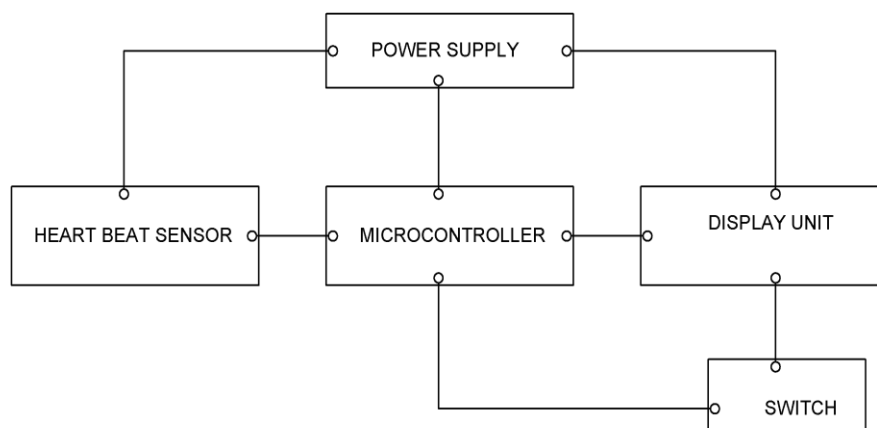 POWER SUPPLY
HEART BEAT SENSOR
MICROCONTROLLER
DISPLAY UNIT
SWITCH